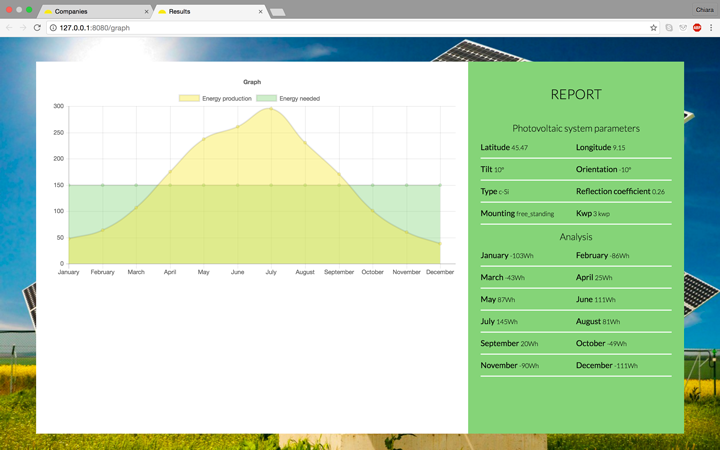 Companies
Results
Chiara
127.0.0.1:8080/graph
Graph
Energy production
Energy needed
300
250
200
150
100
50
0
January February March April May June July August September October November December
REPORT
Photovoltaic system parameters
Latitude 45.47 Longitude 9.15
Tilt 10° Orientation -10°
Type c-Si Reflection coefficient 0.26
Mounting free_standing Kwp 3 kwp
Analysis
January -103Wh February -86Wh
March -43Wh April 25Wh
May 87Wh June 111Wh
July 145Wh August 81Wh
September 20Wh October -49Wh
November -90Wh December -111Wh